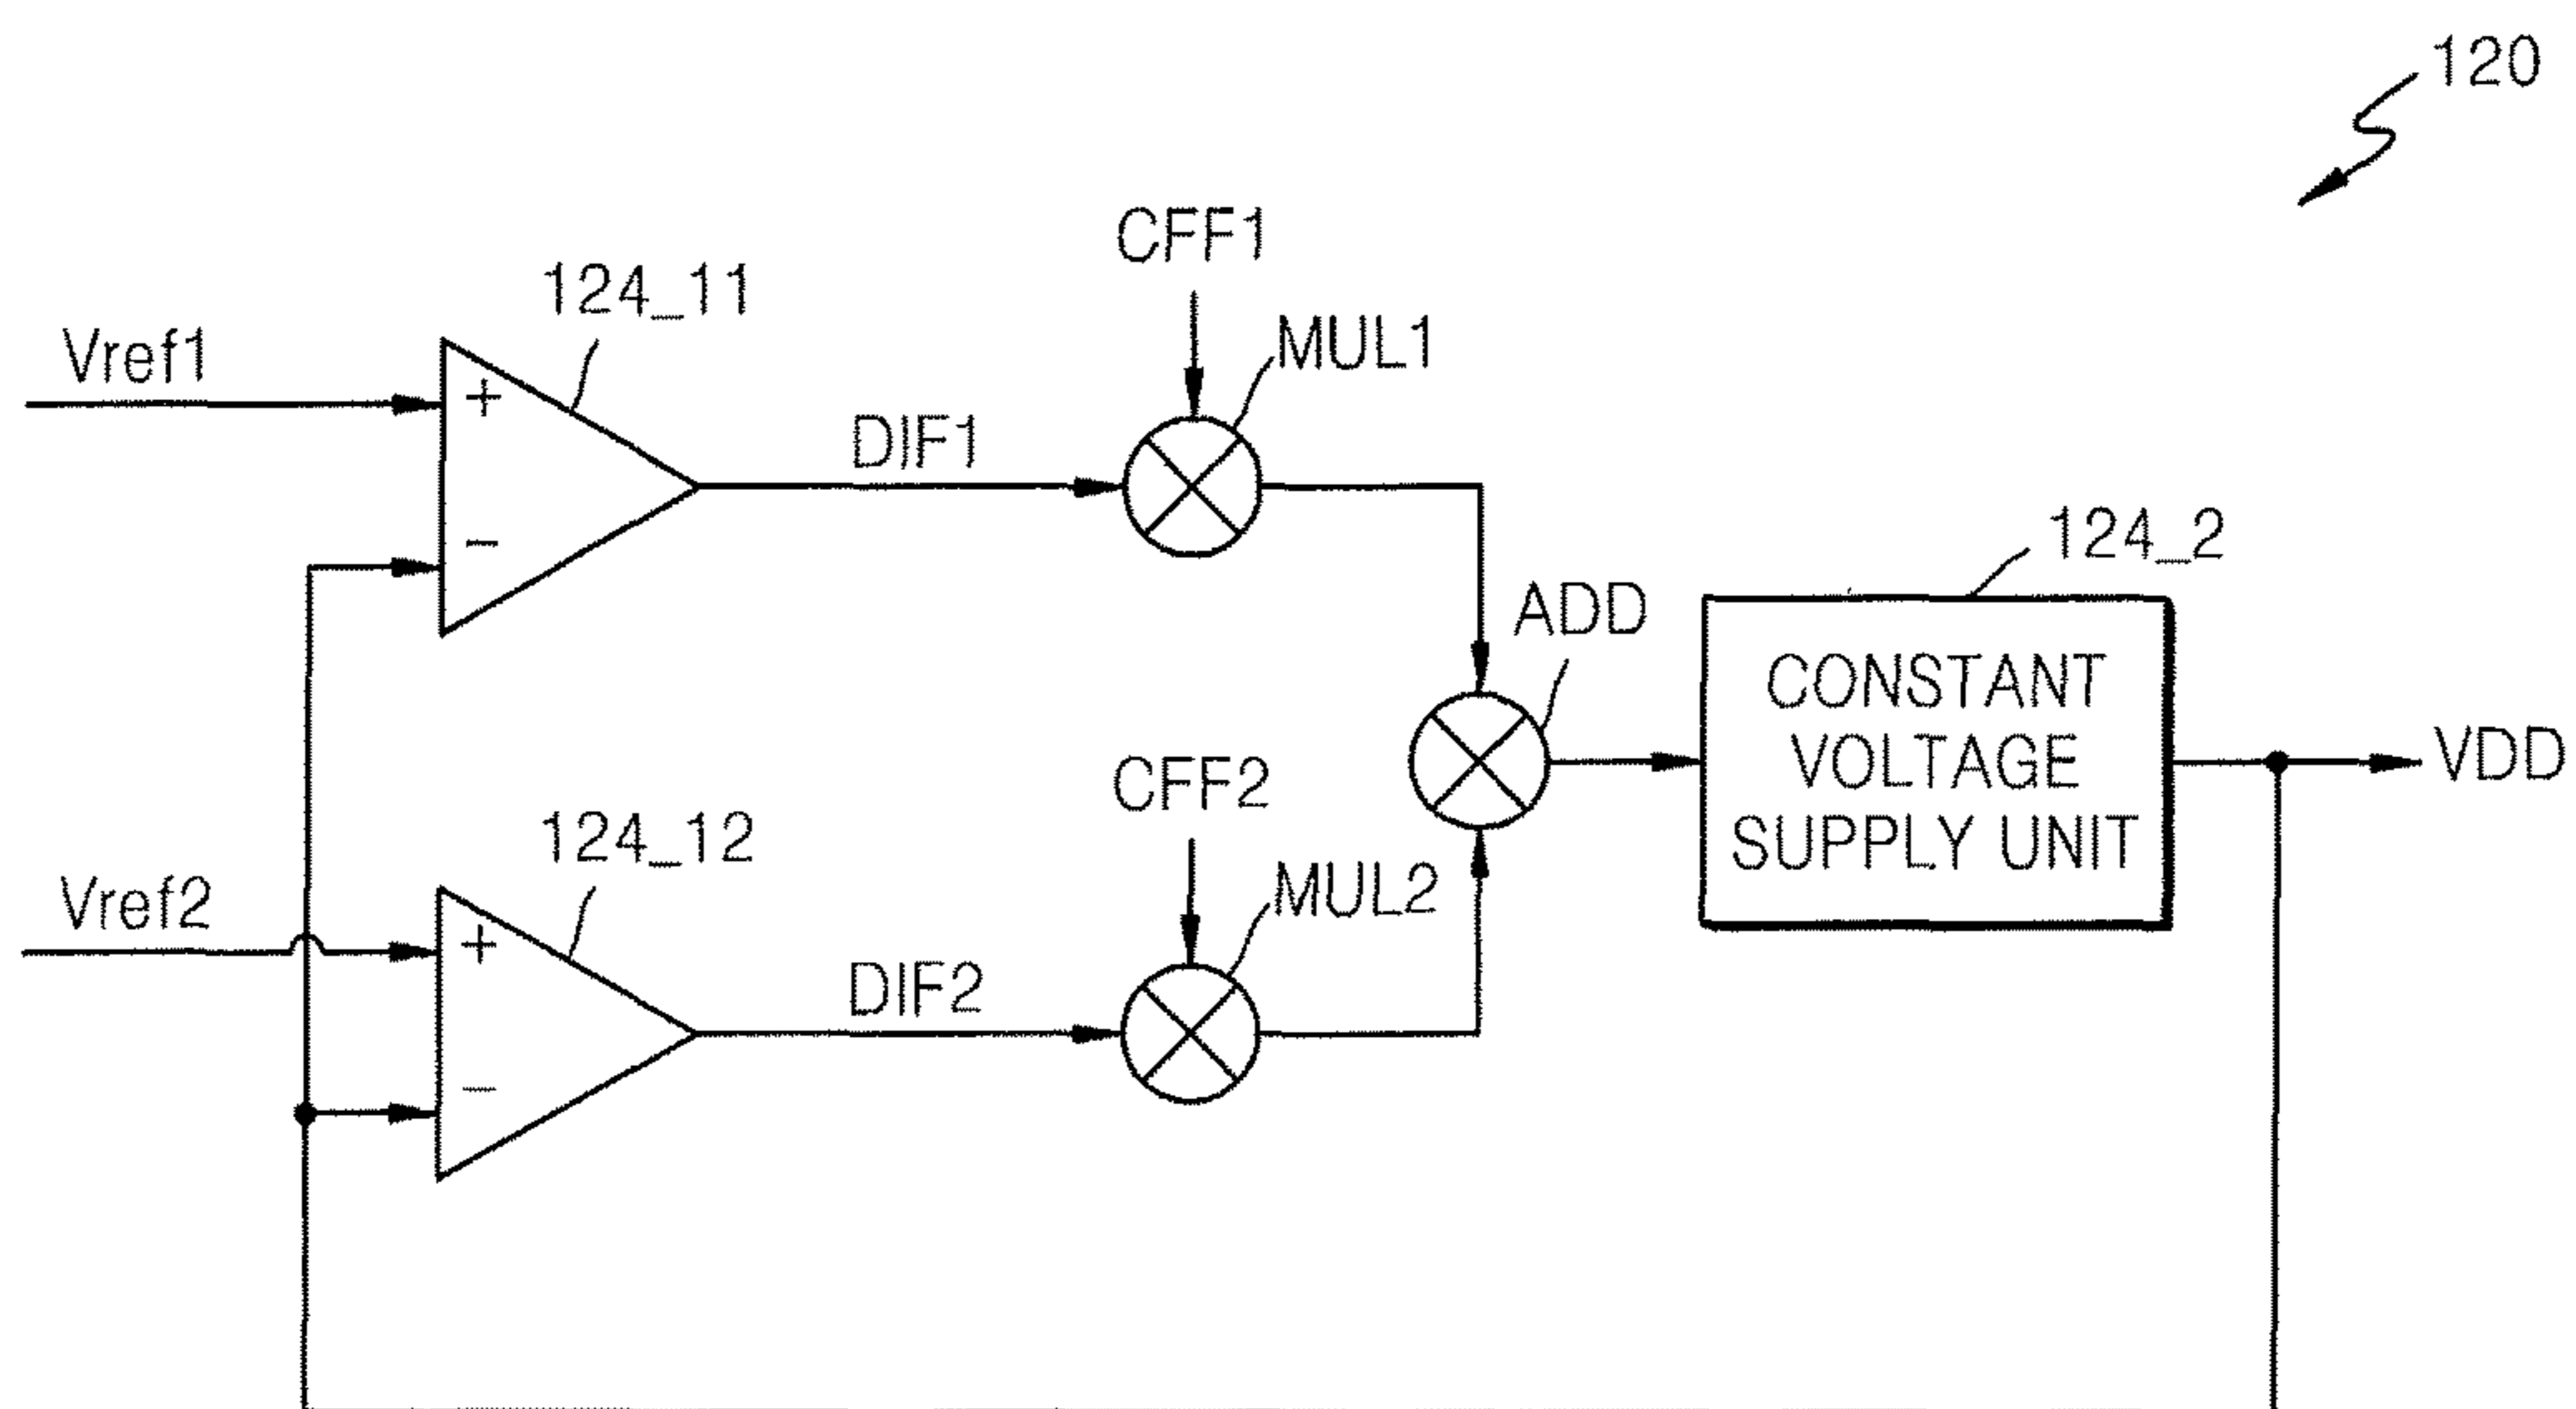 120
CFF1
124_11
MUL1
Vref1
+
DIF1
−
124_2
ADD
CONSTANT
VOLTAGE
SUPPLY UNIT
VDD
CFF2
124_12
MUL2
Vref2
+
DIF2
−